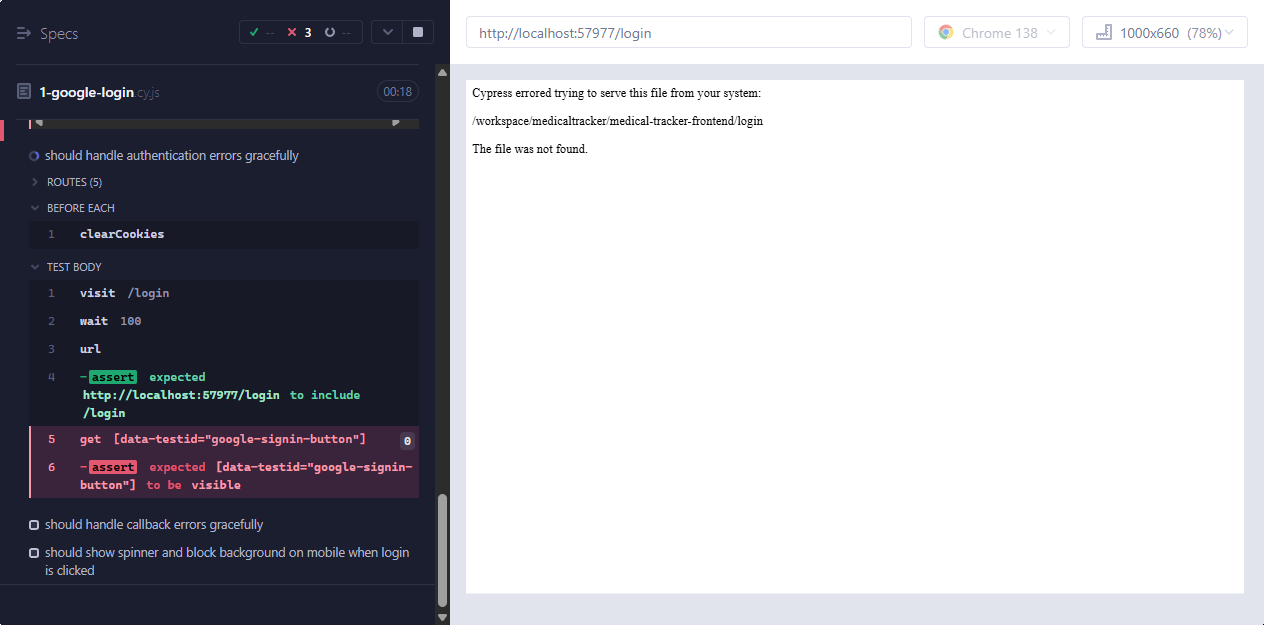 Specs
-- 3 --
1-google-login.cy.js
00:18
should handle authentication errors gracefully
ROUTES (5)
BEFORE EACH
1 clearCookies
TEST BODY
1 visit /login
2 wait 100
3 url
4 -assert expected
http://localhost:57977/login to include
/login
5 get [data-testid="google-signin-button"] 0
6 -assert expected [data-testid="google-signin-
button"] to be visible
should handle callback errors gracefully
should show spinner and block background on mobile when login
is clicked
http://localhost:57977/login
Chrome 138
1000x660 (78%)
Cypress errored trying to serve this file from your system:
/workspace/medicaltracker/medical-tracker-frontend/login
The file was not found.